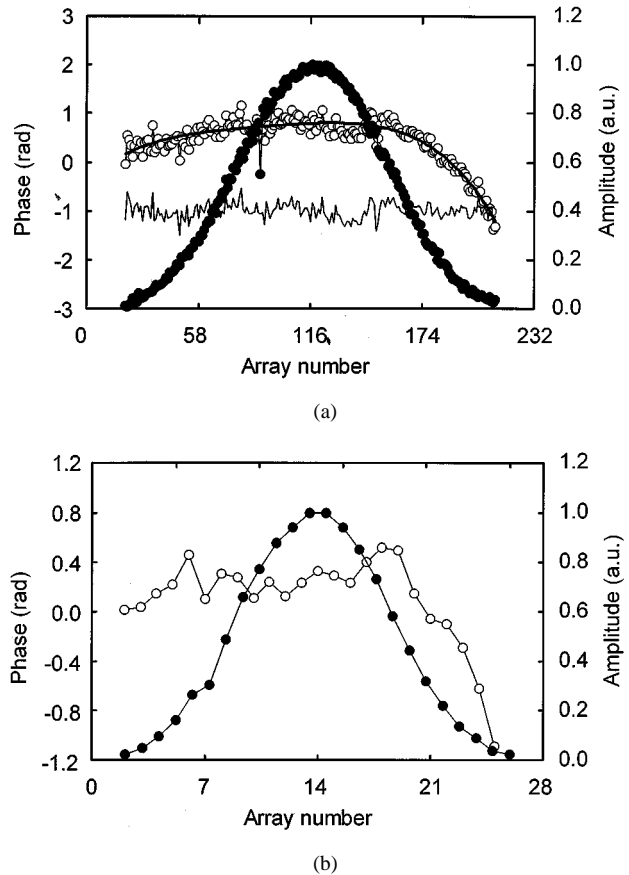 3 1.2
2 1.0
1 0.8
0 0.6
-1 0.4
-2 0.2
-3 0.0
Phase (rad)
Amplitude (a.u.)
0 58 116 174 232
Array number
(a)
1.2 1.2
0.8 1.0
0.4 0.8
0.0 0.6
-0.4 0.4
-0.8 0.2
-1.2 0.0
Phase (rad)
Amplitude (a.u.)
0 7 14 21 28
Array number
(b)